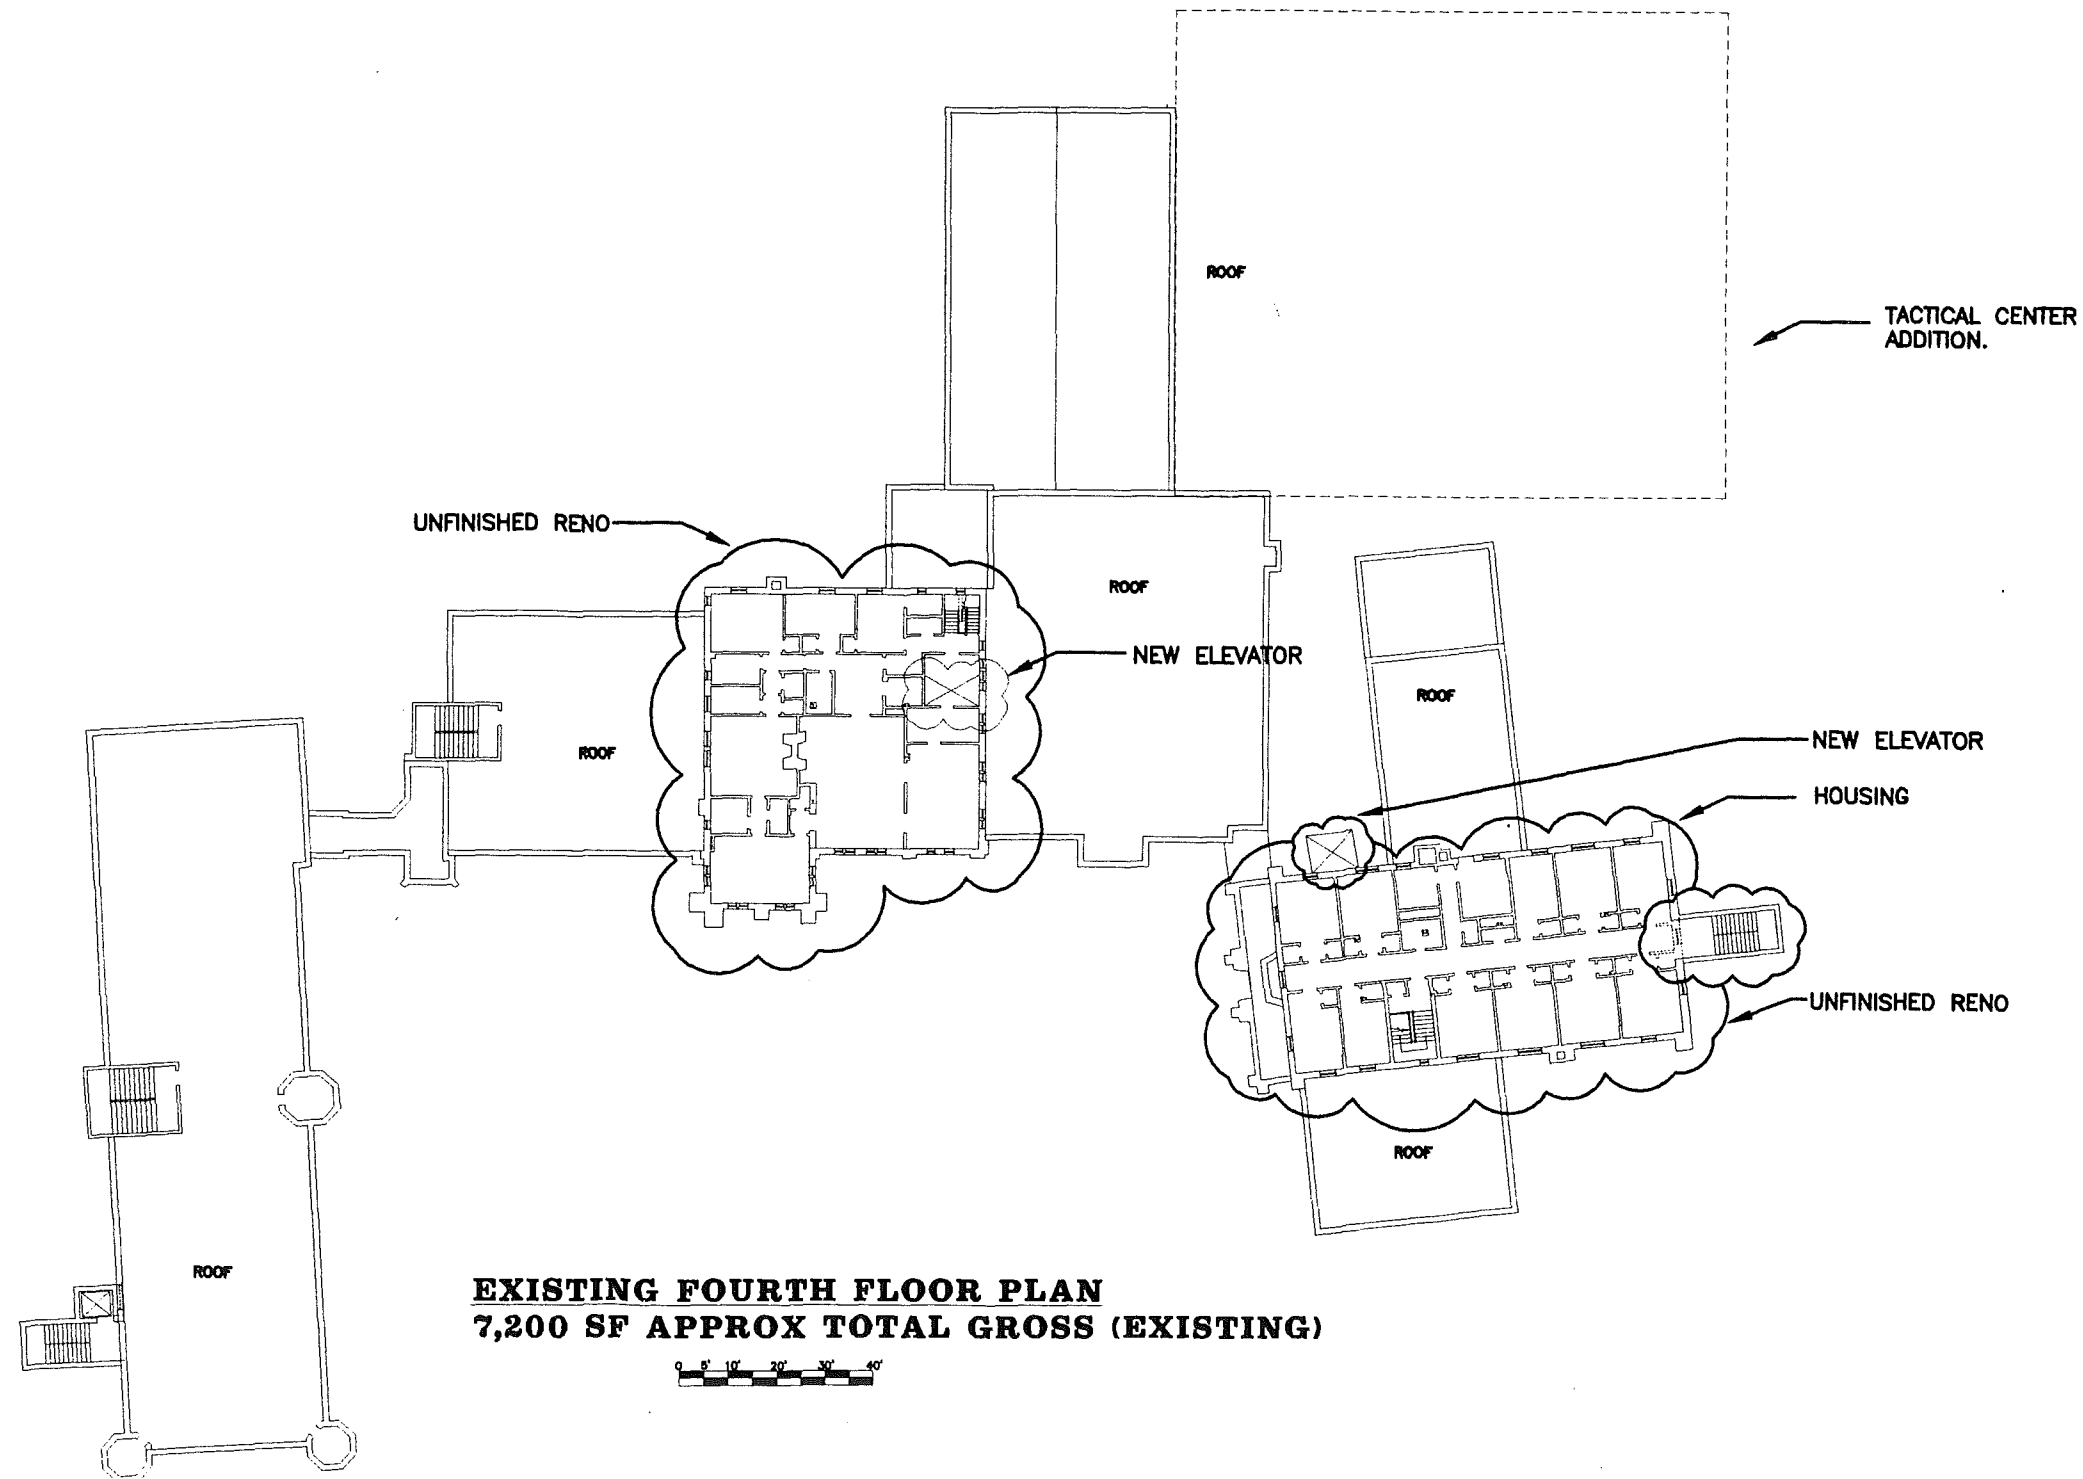 ROOF
TACTICAL CENTER
ADDITION.
UNFINISHED RENO
ROOF
NEW ELEVATOR
ROOF
ROOF
NEW ELEVATOR
HOUSING
UNFINISHED RENO
ROOF
ROOF
EXISTING FOURTH FLOOR PLAN
7,200 SF APPROX TOTAL GROSS (EXISTING)
0 5' 10' 20' 30' 40'